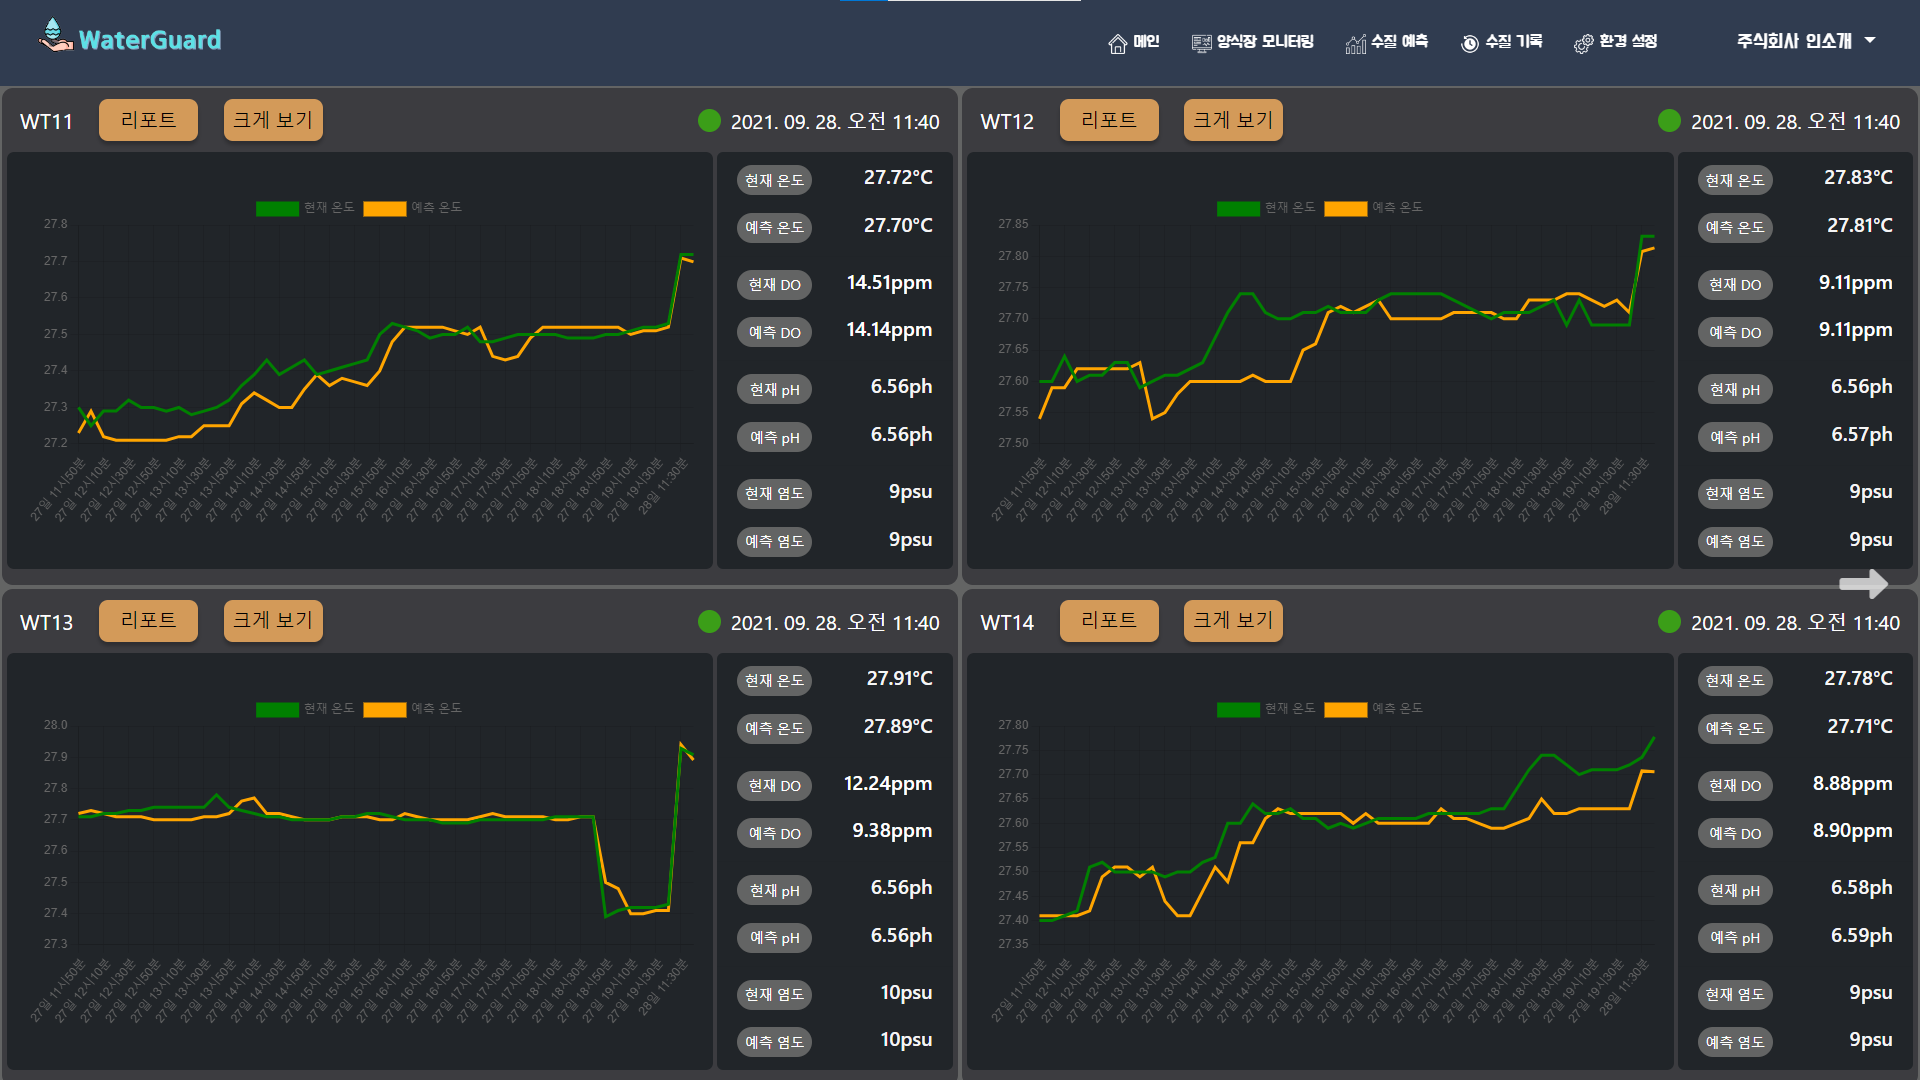 WaterGuard
메인
양식장 모니터링
수질 예측
수질 기록
환경 설정
주식회사 인소개
WT11
리포트
크게 보기
2021. 09. 28. 오전 11:40
현재 온도
예측 온도
27.8
27.7
27.6
27.5
27.4
27.3
27.2
27일 11시50분
27일 12시10분
27일 12시30분
27일 12시50분
27일 13시10분
27일 13시30분
27일 13시50분
27일 14시10분
27일 14시30분
27일 14시50분
27일 15시10분
27일 15시30분
27일 15시50분
27일 16시10분
27일 16시30분
27일 16시50분
27일 17시10분
27일 17시30분
27일 17시50분
27일 18시10분
27일 18시30분
27일 18시50분
27일 19시10분
27일 19시30분
28일 11:30분
현재 온도 27.72°C
예측 온도 27.70°C
현재 DO 14.51ppm
예측 DO 14.14ppm
현재 pH 6.56ph
예측 pH 6.56ph
현재 염도 9psu
예측 염도 9psu
WT12
리포트
크게 보기
2021. 09. 28. 오전 11:40
현재 온도
예측 온도
27.85
27.80
27.75
27.70
27.65
27.60
27.55
27.50
27일 11시50분
27일 12시10분
27일 12시30분
27일 12시50분
27일 13시10분
27일 13시30분
27일 13시50분
27일 14시10분
27일 14시30분
27일 14시50분
27일 15시10분
27일 15시30분
27일 15시50분
27일 16시10분
27일 16시30분
27일 16시50분
27일 17시10분
27일 17시30분
27일 17시50분
27일 18시10분
27일 18시30분
27일 18시50분
27일 19시10분
27일 19시30분
28일 11:30분
현재 온도 27.83°C
예측 온도 27.81°C
현재 DO 9.11ppm
예측 DO 9.11ppm
현재 pH 6.56ph
예측 pH 6.57ph
현재 염도 9psu
예측 염도 9psu
WT13
리포트
크게 보기
2021. 09. 28. 오전 11:40
현재 온도
예측 온도
28.0
27.9
27.8
27.7
27.6
27.5
27.4
27.3
27일 11시50분
27일 12시10분
27일 12시30분
27일 12시50분
27일 13시10분
27일 13시30분
27일 13시50분
27일 14시10분
27일 14시30분
27일 14시50분
27일 15시10분
27일 15시30분
27일 15시50분
27일 16시10분
27일 16시30분
27일 16시50분
27일 17시10분
27일 17시30분
27일 17시50분
27일 18시10분
27일 18시30분
27일 18시50분
27일 19시10분
27일 19시30분
28일 11:30분
현재 온도 27.91°C
예측 온도 27.89°C
현재 DO 12.24ppm
예측 DO 9.38ppm
현재 pH 6.56ph
예측 pH 6.56ph
현재 염도 10psu
예측 염도 10psu
WT14
리포트
크게 보기
2021. 09. 28. 오전 11:40
현재 온도
예측 온도
27.80
27.75
27.70
27.65
27.60
27.55
27.50
27.45
27.40
27.35
27일 11시50분
27일 12시10분
27일 12시30분
27일 12시50분
27일 13시10분
27일 13시30분
27일 13시50분
27일 14시10분
27일 14시30분
27일 14시50분
27일 15시10분
27일 15시30분
27일 15시50분
27일 16시10분
27일 16시30분
27일 16시50분
27일 17시10분
27일 17시30분
27일 17시50분
27일 18시10분
27일 18시30분
27일 18시50분
27일 19시10분
27일 19시30분
28일 11:30분
현재 온도 27.78°C
예측 온도 27.71°C
현재 DO 8.88ppm
예측 DO 8.90ppm
현재 pH 6.58ph
예측 pH 6.59ph
현재 염도 9psu
예측 염도 9psu